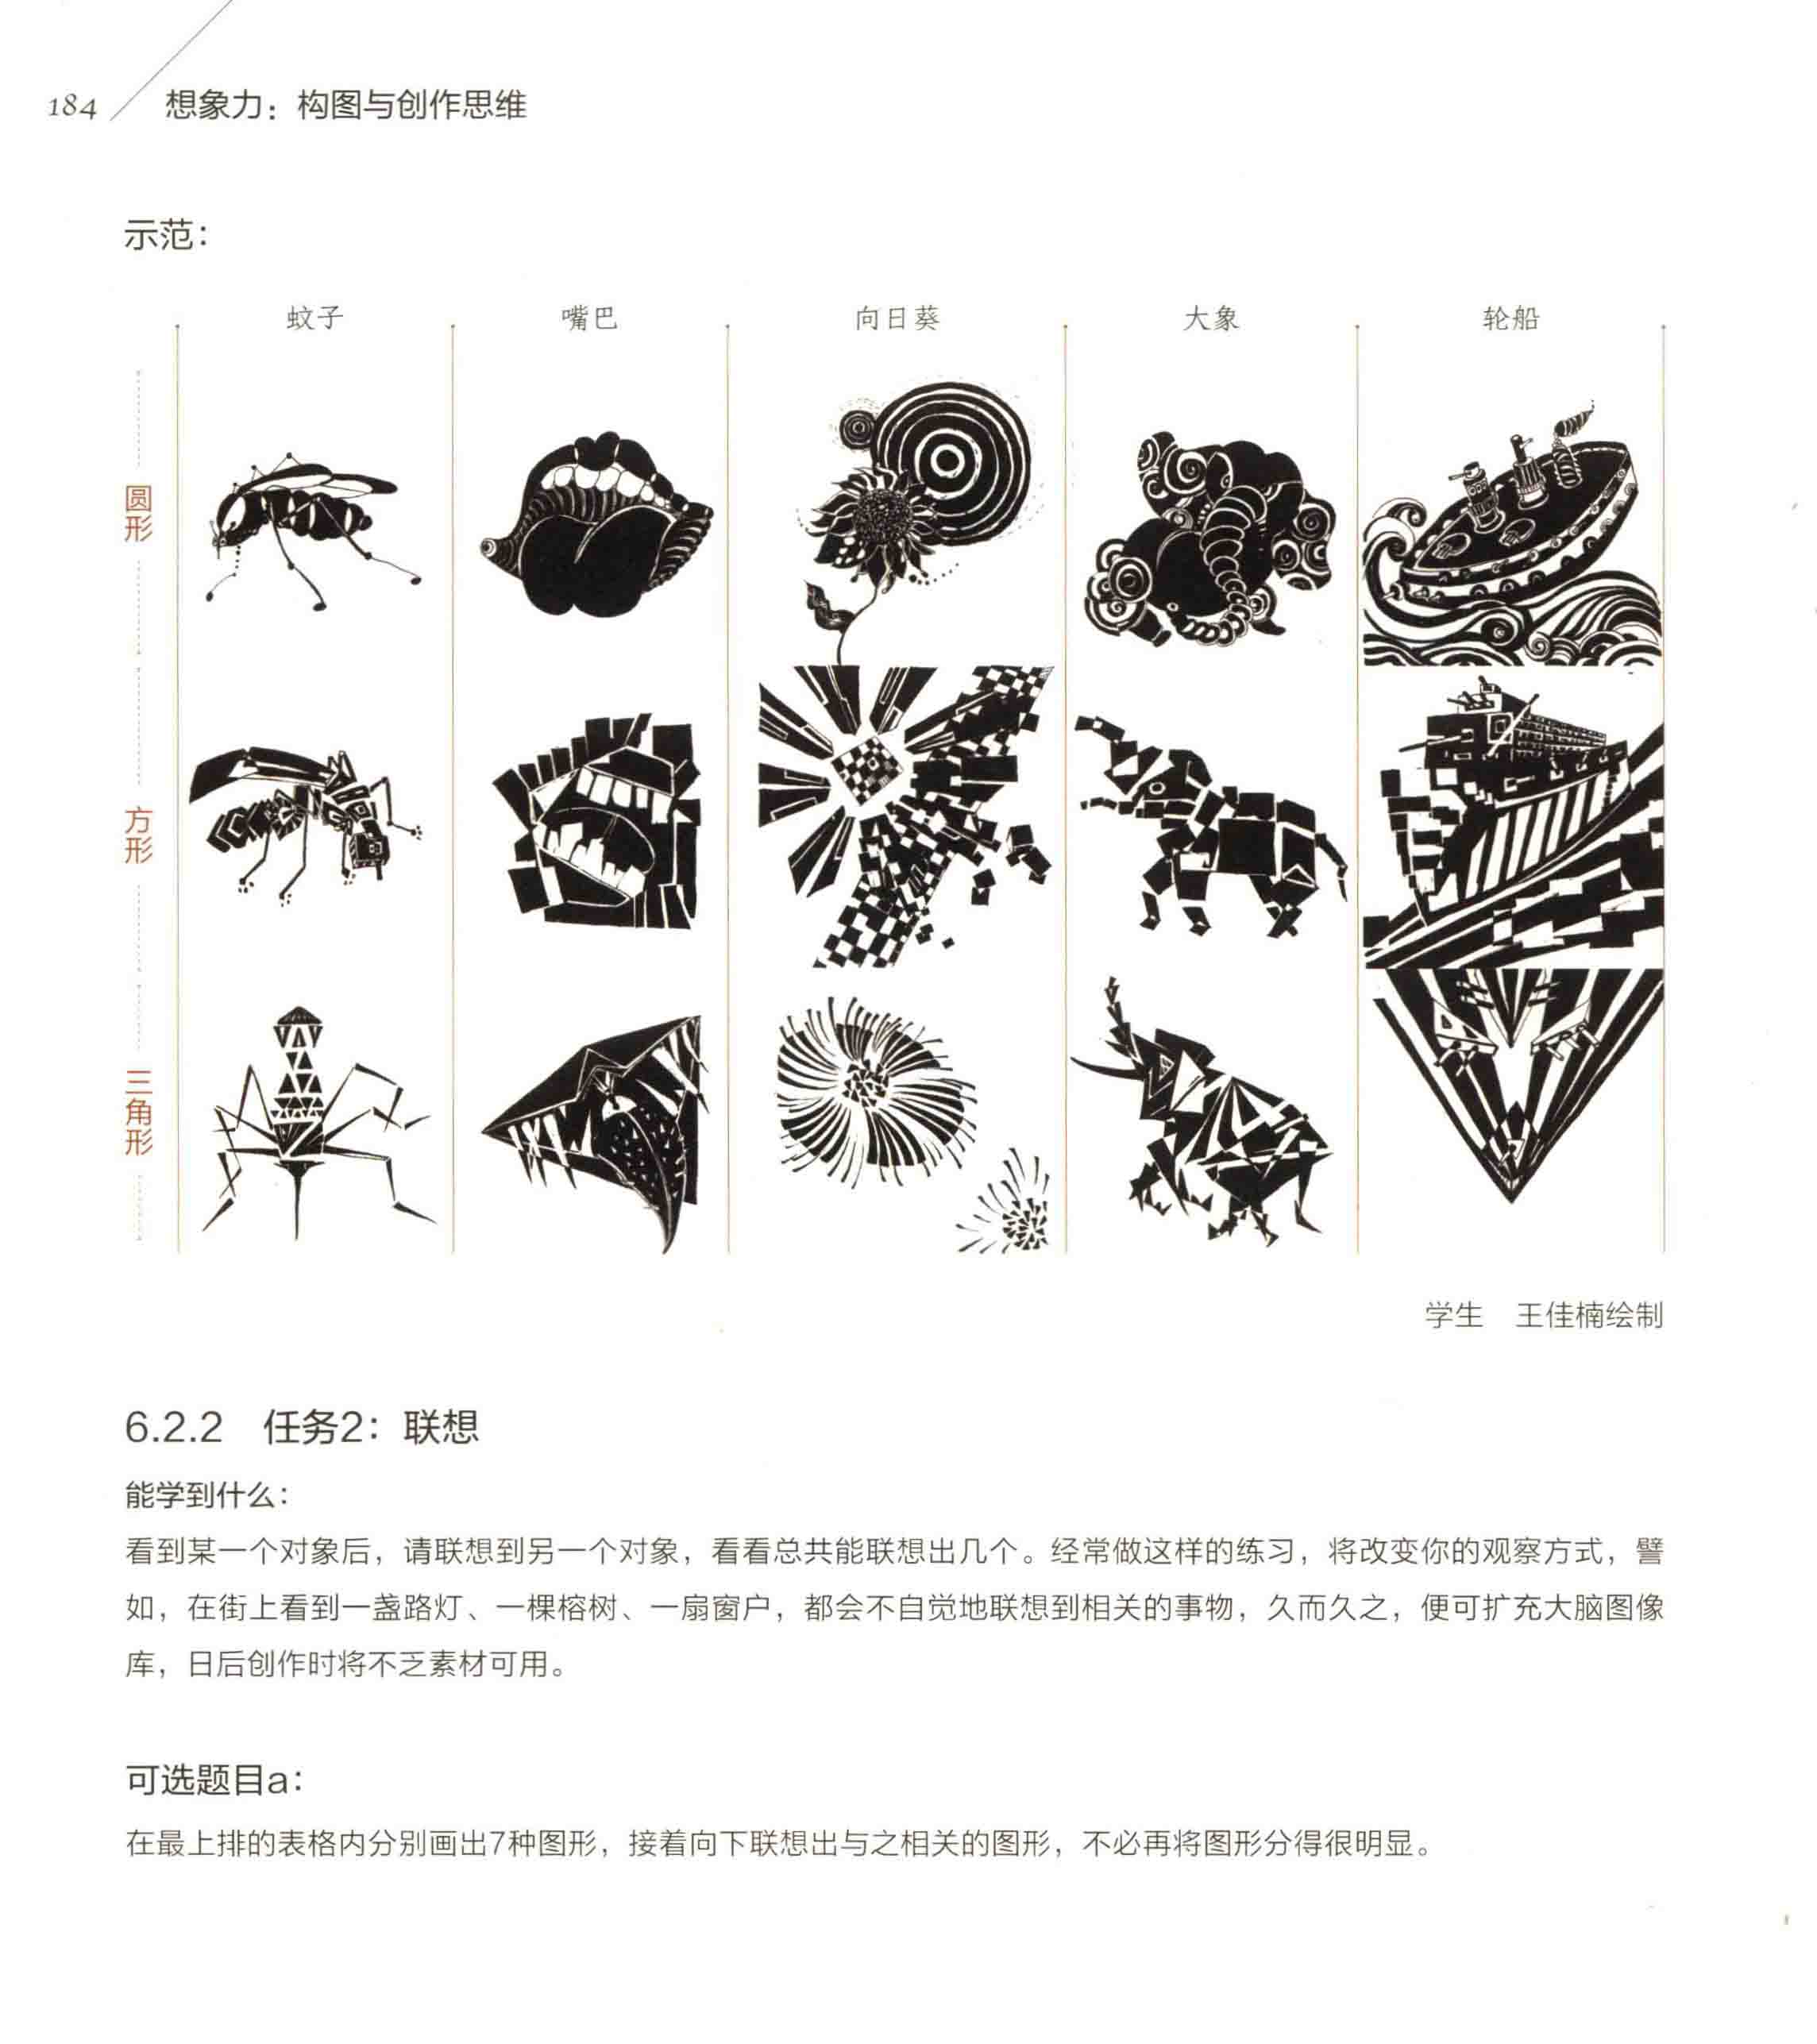 184
想象力：构图与创作思维
示范：
蚊子 嘴巴 向日葵 大象 轮船
圆形
方形
三角形
学生 王佳楠绘制
6.2.2 任务2：联想
能学到什么：
看到某一个对象后，请联想到另一个对象，看看总共能联想出几个。经常做这样的练习，将改变你的观察方式，譬
如，在街上看到一盏路灯、一棵榕树、一扇窗户，都会不自觉地联想到相关的事物，久而久之，便可扩充大脑图像
库，日后创作时将不乏素材可用。
可选题目a：
在最上排的表格内分别画出7种图形，接着向下联想出与之相关的图形，不必再将图形分得很明显。